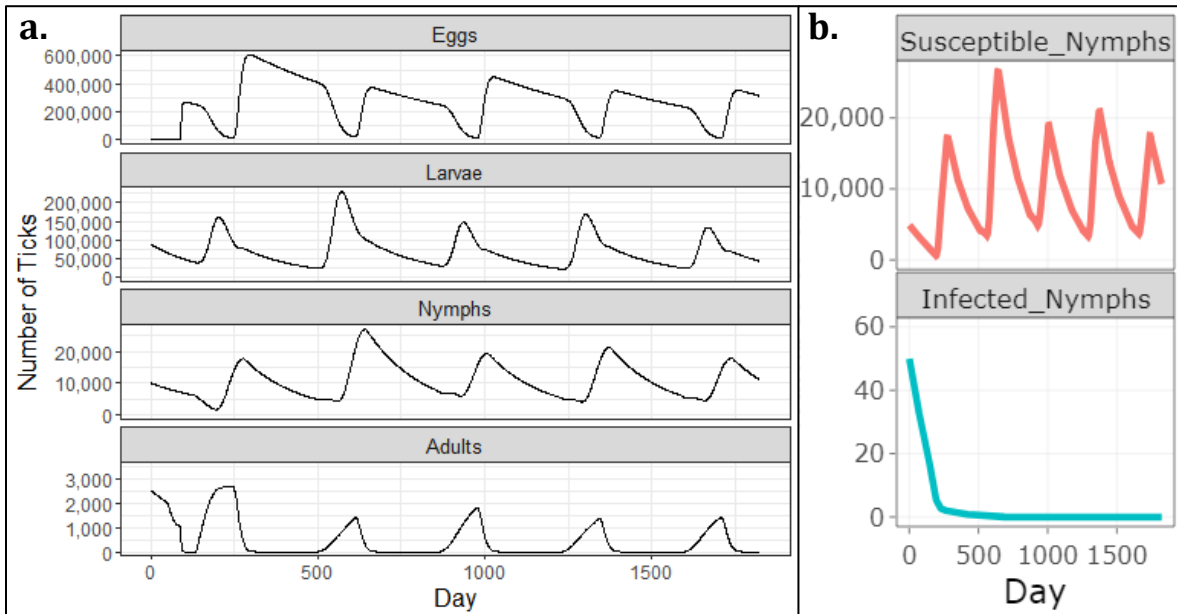 a.
Number of Ticks
Eggs
600,000
400,000
200,000
0
Larvae
200,000
150,000
100,000
50,000
0
Nymphs
20,000
10,000
0
Adults
3,000
2,000
1,000
0
0 500 1000 1500
Day
b.
Susceptible_Nymphs
20,000
10,000
0
Infected_Nymphs
60
40
20
0
0 500 1000 1500
Day